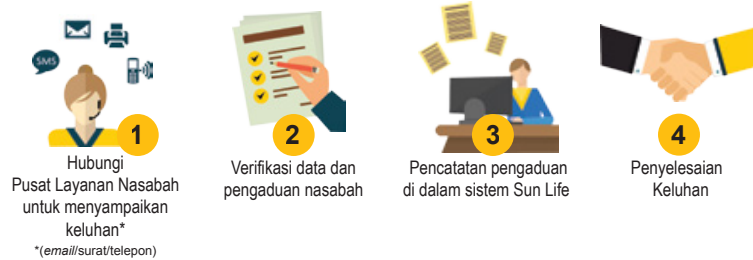 SMS
1
Hubungi
Pusat Layanan Nasabah
untuk menyampaikan
keluhan*
*(email/surat/telepon)
2
Verifikasi data dan
pengaduan nasabah
3
Pencatatan pengaduan
di dalam sistem Sun Life
4
Penyelesaian
Keluhan